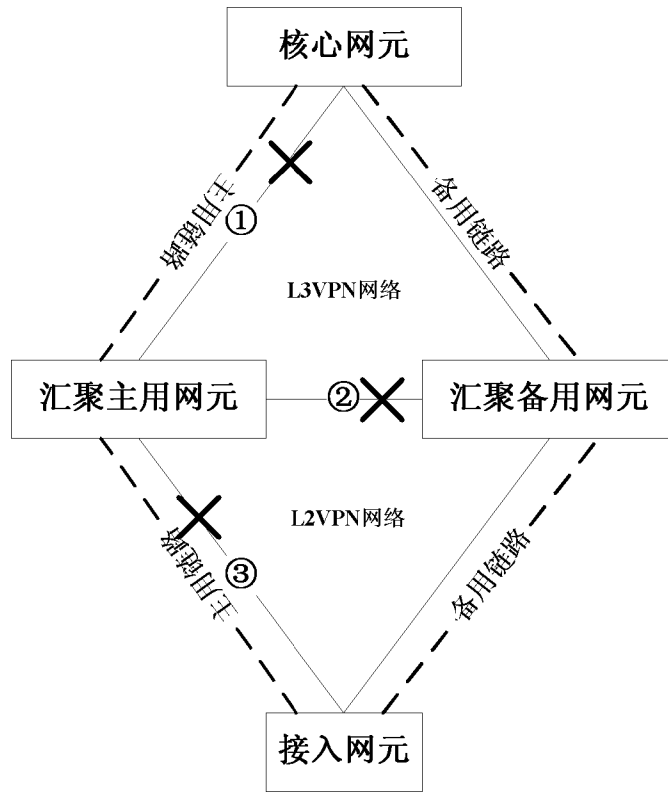 核心网元
主用链路
①
备用链路
L3VPN网络
汇聚主用网元
②
汇聚备用网元
L2VPN网络
主用链路
③
备用链路
接入网元